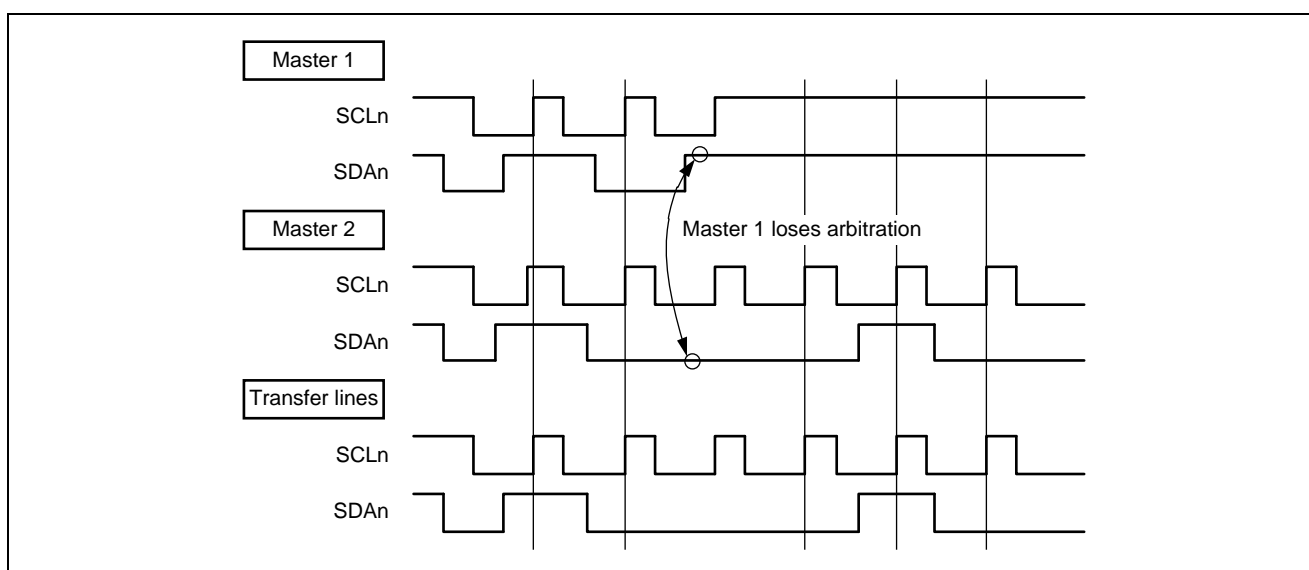 Master 1
SCLn
SDAn
Master 1 loses arbitration
Master 2
SCLn
SDAn
Transfer lines
SCLn
SDAn